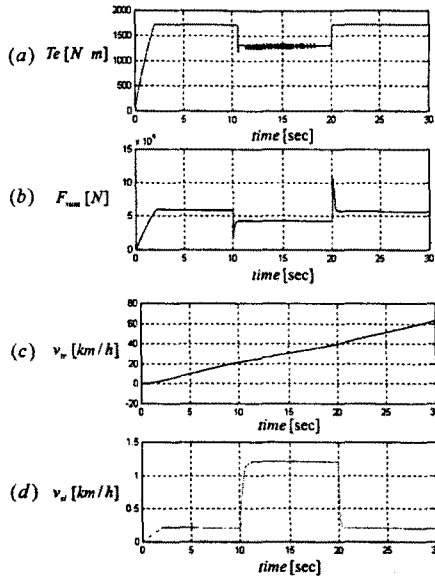 2000
1500
(a) Te [N m]
1000
500
0
0 5 10 15 20 25 30
time [sec]
15
10
(b) F_sum [N]
5
0
0 5 10 15 20 25 30
time [sec]
80
60
(c) v_tr [km/h]
40
20
0
0 5 10 15 20 25 30
time [sec]
1.5
1
(d) v_sl [km/h]
0.5
0
0 5 10 15 20 25 30
time [sec]